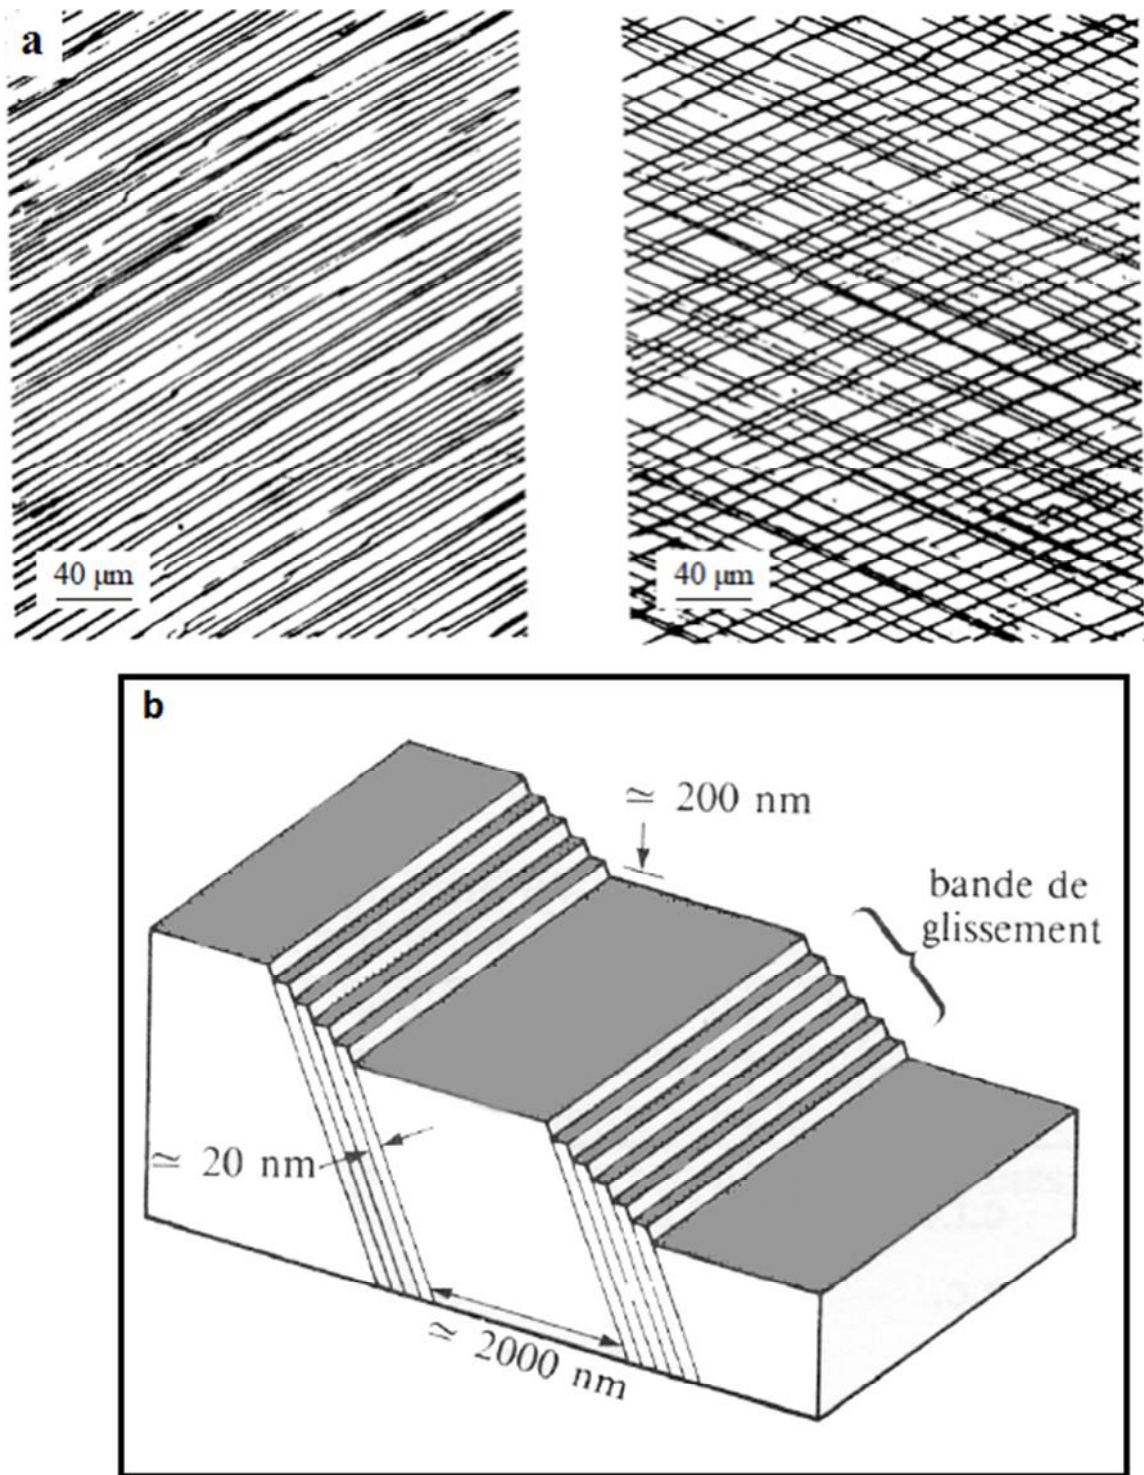 a
40 µm
40 µm
b
≃ 200 nm
bande de
glissement
≃ 20 nm
≃ 2000 nm